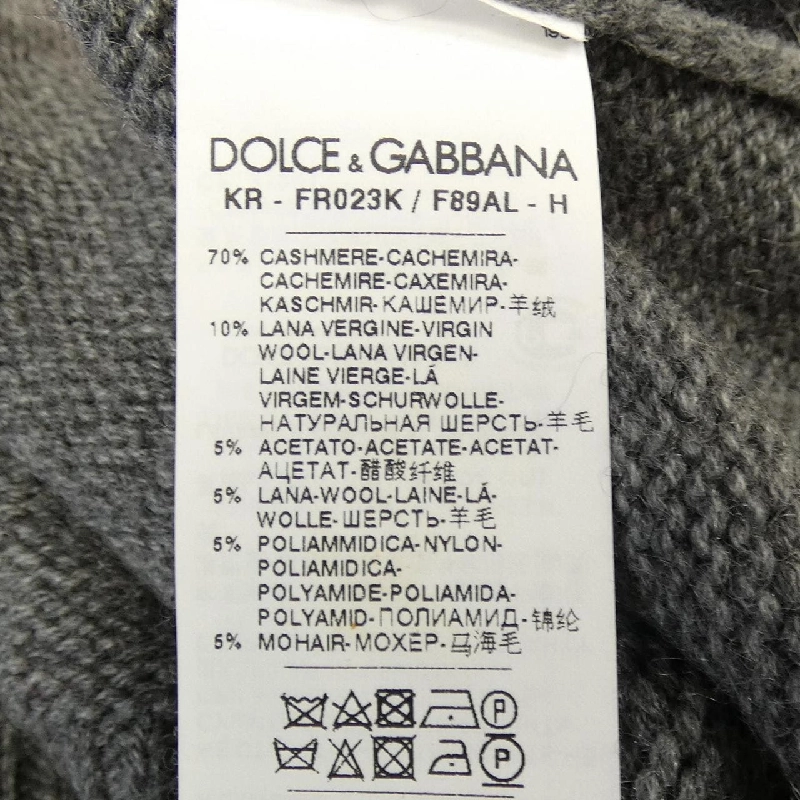 DOLCE & GABBANA
KR - FR023K / F89AL - H
70% CASHMERE-CACHEMIRA-
CACHEMIRE-CAXEMIRA-
KASCHMIR-КАШЕМИР-羊绒
10% LANA VERGINE-VIRGIN
WOOL-LANA VIRGEN-
LAINE VIERGE-LÃ
VIRGEM-SCHURWOLLE-
НАТУРАЛЬНАЯ ШЕРСТЬ-羊毛
5% ACETATO-ACETATE-ACETAT-
АЦЕТАТ-醋酸纤维
5% LANA-WOOL-LAINE-LÃ-
WOLLE-ШЕРСТЬ-羊毛
5% POLIAMMIDICA-NYLON-
POLIAMIDICA-
POLYAMIDE-POLIAMIDA-
POLYAMID-ПОЛИАМИД-锦纶
5% MOHAIR-МОХЕР-马海毛
P
P